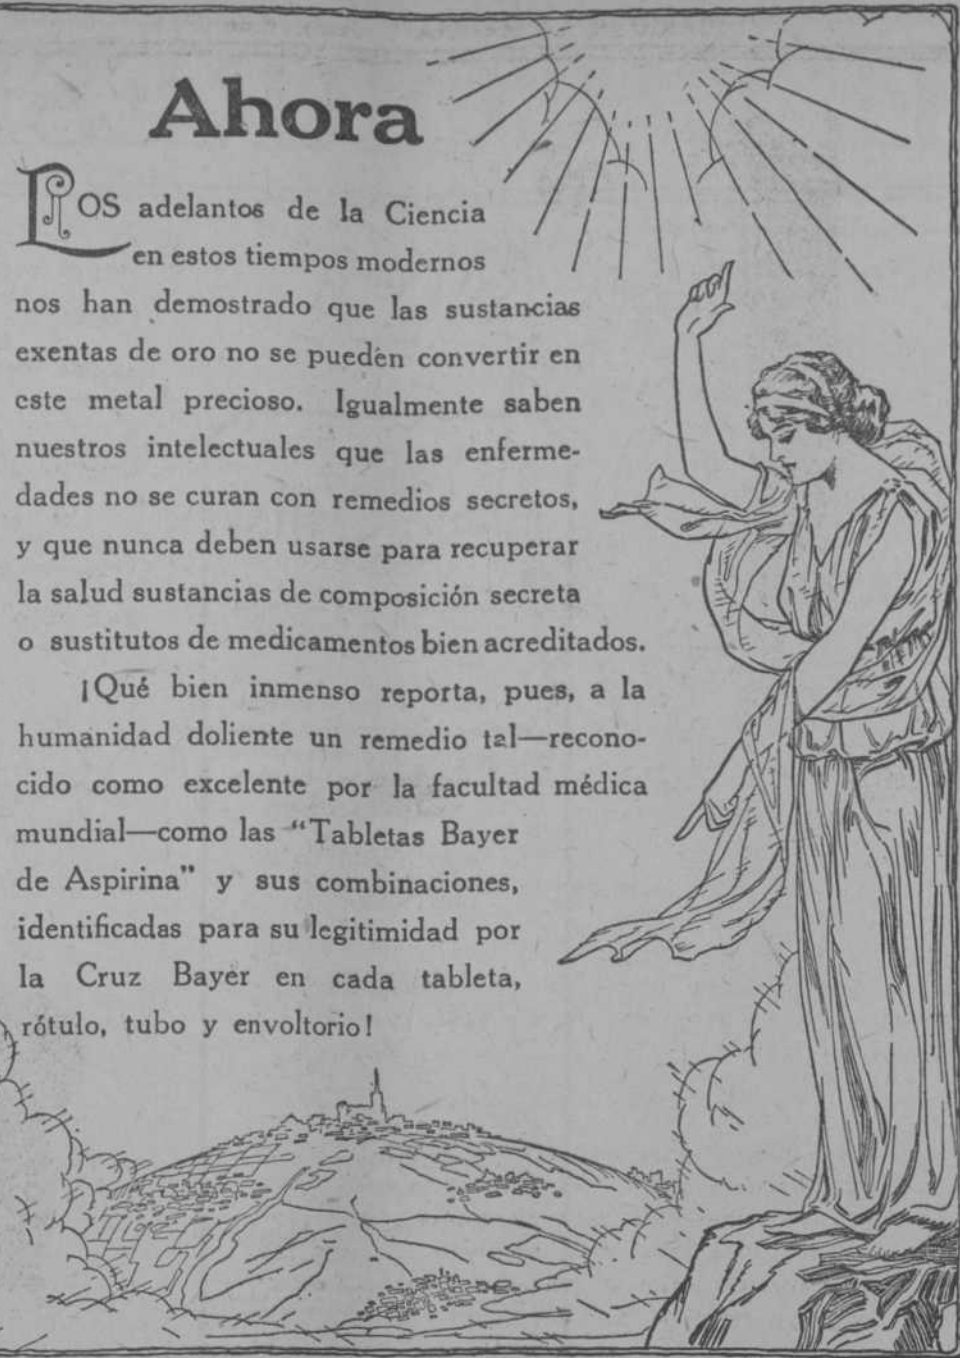 Ahora
LOS adelantos de la Ciencia
en estos tiempos modernos
nos han demostrado que las sustancias
exentas de oro no se pueden convertir en
este metal precioso. Igualmente saben
nuestros intelectuales que las enferme-
dades no se curan con remedios secretos,
y que nunca deben usarse para recuperar
la salud sustancias de composición secreta
o sustitutos de medicamentos bien acreditados.
¡Qué bien inmenso reporta, pues, a la
humanidad doliente un remedio tal—recono-
cido como excelente por la facultad médica
mundial—como las "Tabletas Bayer
de Aspirina" y sus combinaciones,
identificadas para su legitimidad por
la Cruz Bayer en cada tableta,
rótulo, tubo y envoltorio!